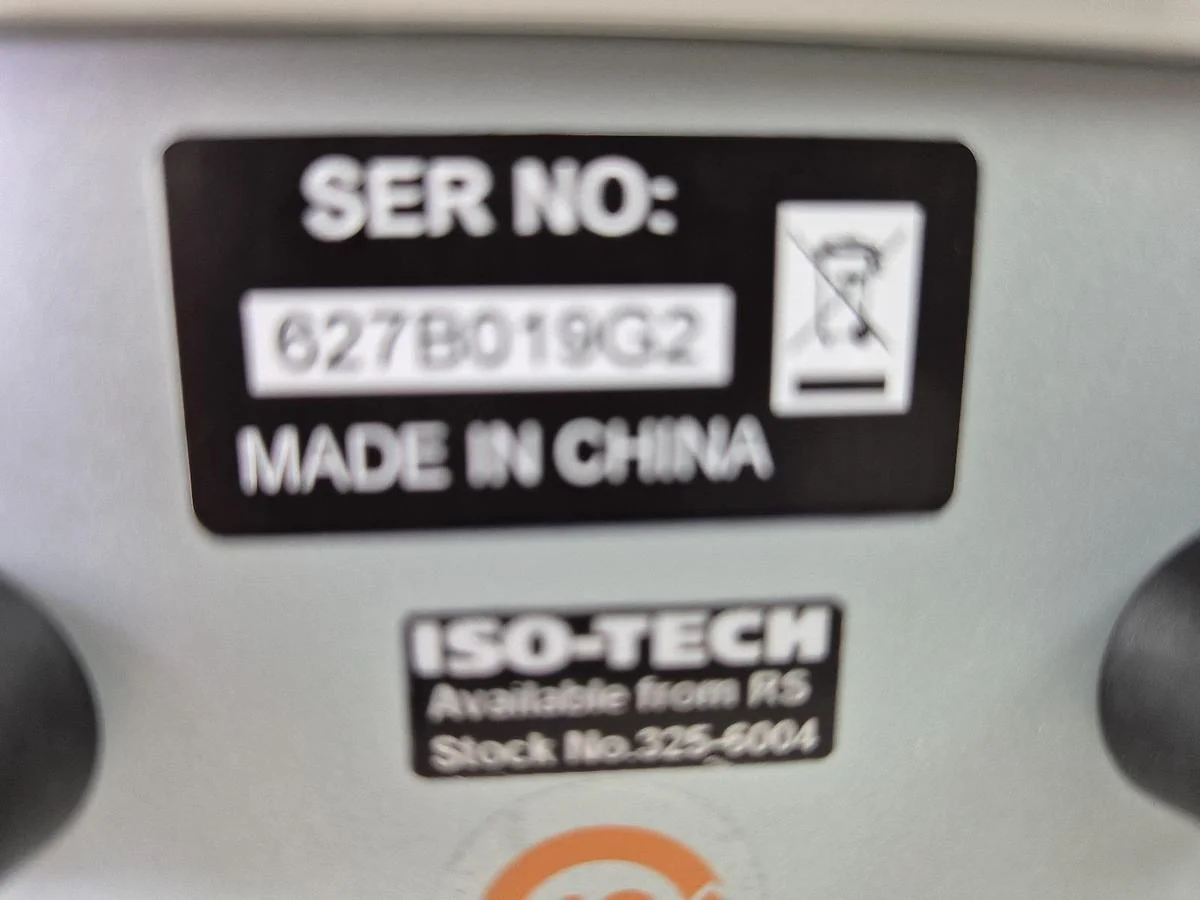 SER NO:
627B019G2
MADE IN CHINA
ISO-TECH
Available from RS
Stock No.325-6004